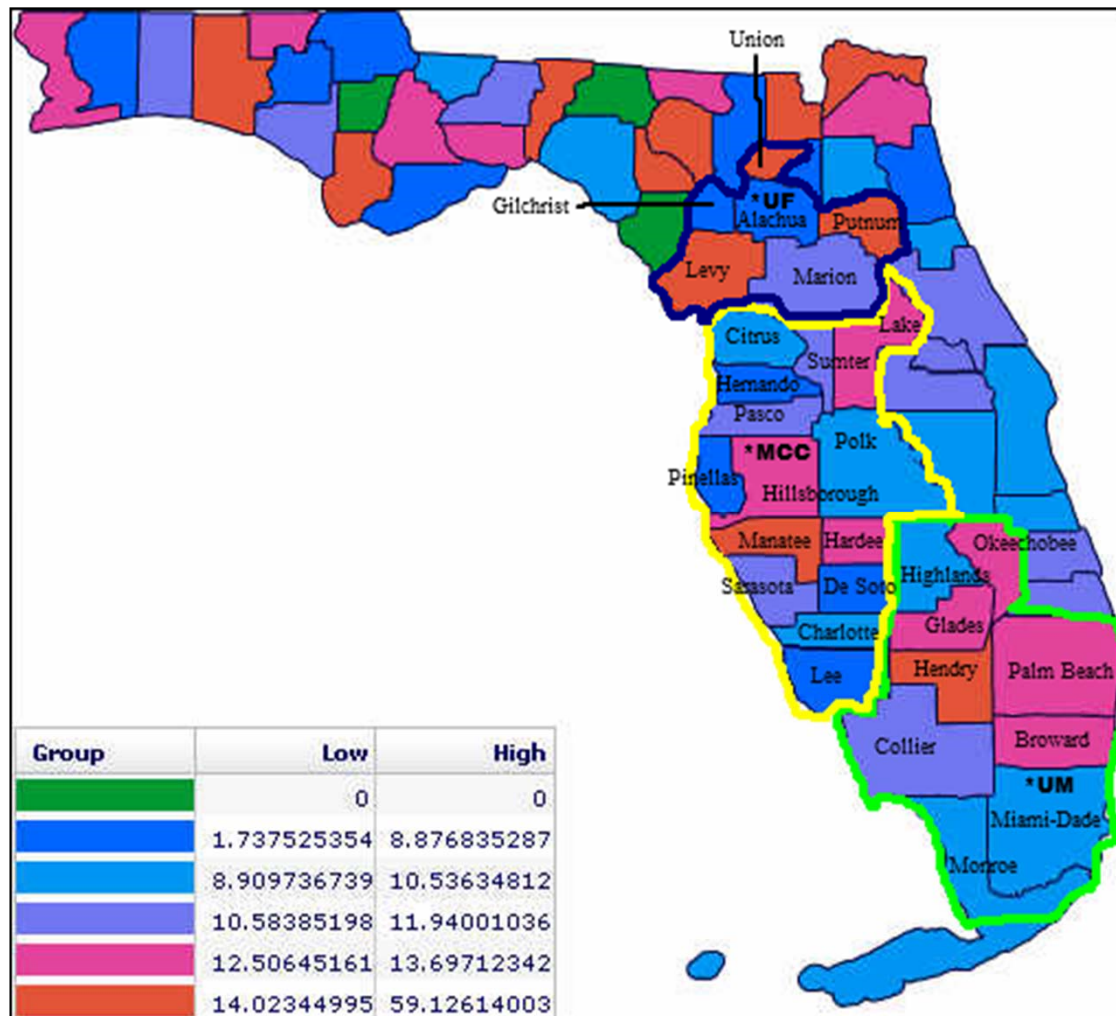 Union
Gilchrist
*UF
Alachua
Putnum
Levy
Marion
Lake
Citrus
Sumter
Hernando
Pasco
*MCC
Polk
Pinellas
Hillsborough
Manatee
Hardee
Okeechobee
Highlands
Sarasota
De Soto
Charlotte
Glades
Lee
Hendry
Palm Beach
Collier
Broward
*UM
Miami-Dade
Monroe
Group Low High
0 0
1.737525354 8.876835287
8.909736739 10.53634812
10.58385198 11.94001036
12.50645161 13.69712342
14.02344995 59.12614003